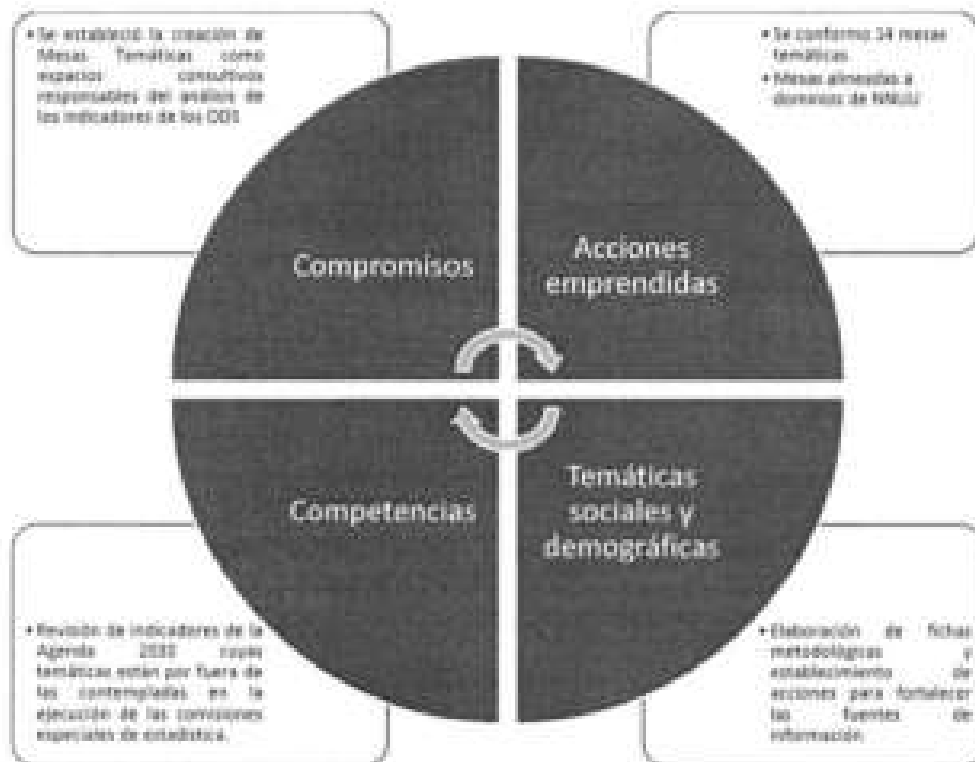 • Se estableció la creación de
Mesas Temáticas como
espacios consultivos
responsables del análisis de
los indicadores de los ODS
• Se conformo 14 mesas
temáticas
• Mesas alineadas a
dominios de NNUU
Compromisos
Acciones
emprendidas
Competencias
Temáticas
sociales y
demográficas
• Revisión de indicadores de la
Agenda 2030 cuyas
temáticas están por fuera de
las contempladas en la
ejecución de las comisiones
especiales de estadística.
• Elaboración de fichas
metodológicas y
establecimiento de
acciones para fortalecer
las fuentes de
información